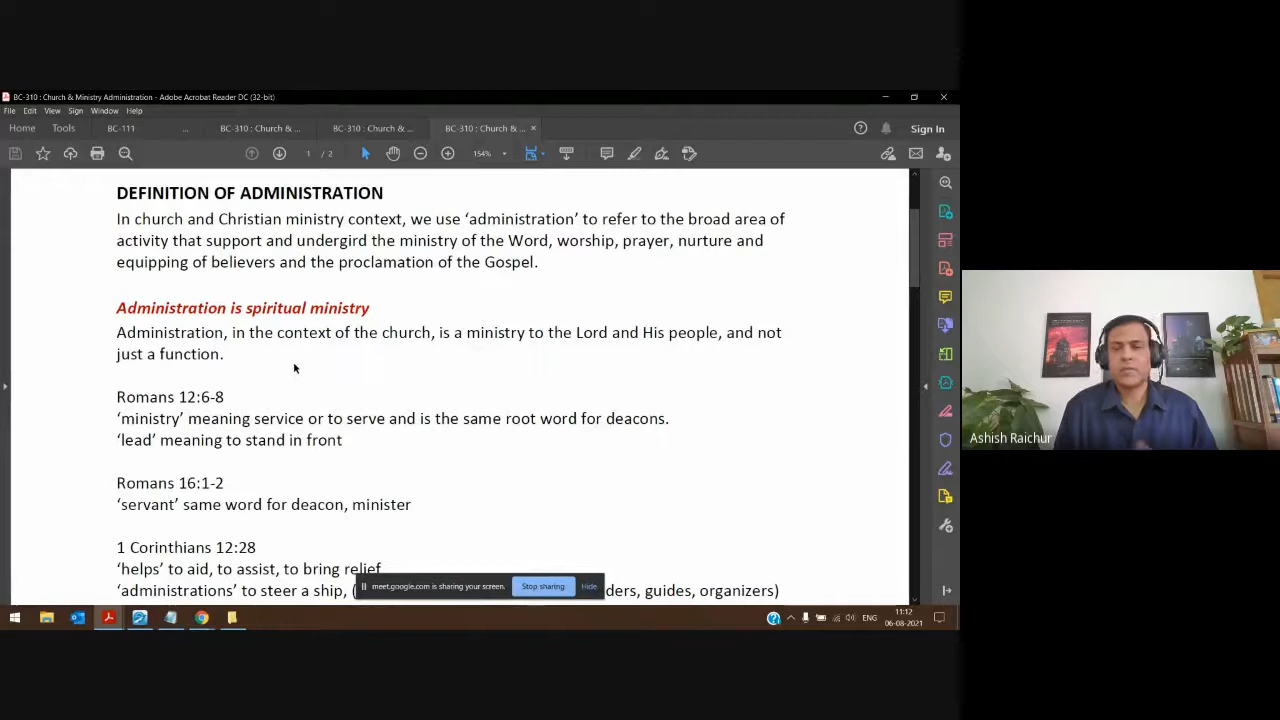 BC-310 : Church & Ministry Administration - Adobe Acrobat Reader DC (32-bit)
File Edit View Sign Window Help
Home Tools BC-111 ... BC-310 : Church & ... BC-310 : Church & ... BC-310 : Church & ... × Sign In
1 / 2 154%
DEFINITION OF ADMINISTRATION
In church and Christian ministry context, we use ‘administration’ to refer to the broad area of
activity that support and undergird the ministry of the Word, worship, prayer, nurture and
equipping of believers and the proclamation of the Gospel.
Administration is spiritual ministry
Administration, in the context of the church, is a ministry to the Lord and His people, and not
just a function.
Romans 12:6-8
‘ministry’ meaning service or to serve and is the same root word for deacons.
‘lead’ meaning to stand in front
Romans 16:1-2
‘servant’ same word for deacon, minister
1 Corinthians 12:28
‘helps’ to aid, to assist, to bring relief
‘administrations’ to steer a ship, ( ders, guides, organizers)
meet.google.com is sharing your screen. Stop sharing Hide
Ashish Raichur
ENG
11:12
06-08-2021